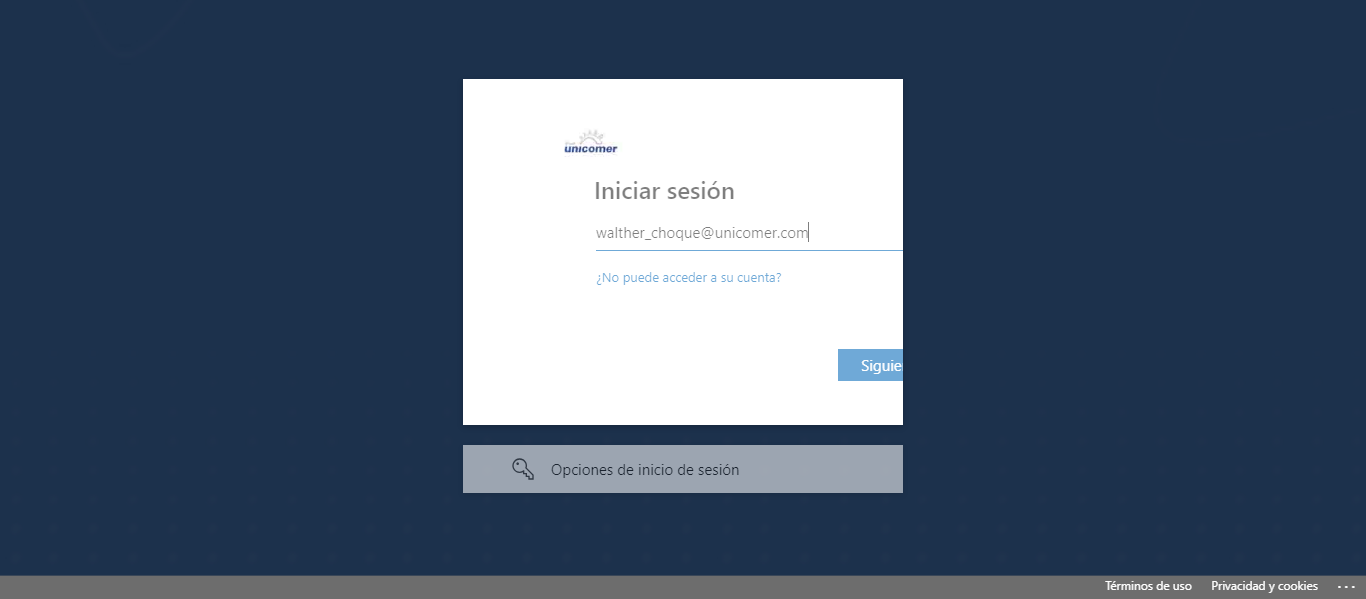 unicomer
Iniciar sesión
walther_choque@unicomer.com
¿No puede acceder a su cuenta?
Siguie
Opciones de inicio de sesión
Términos de uso Privacidad y cookies ...